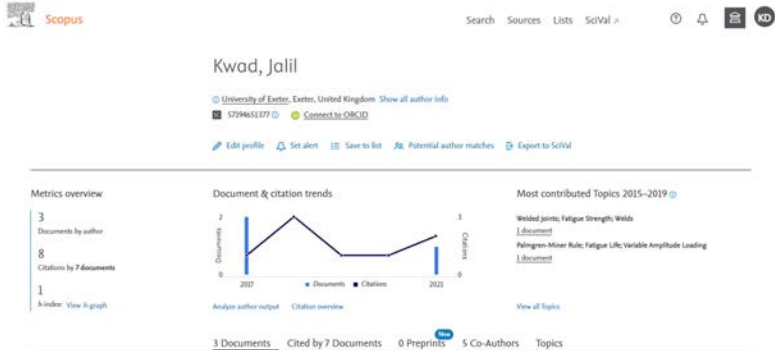 Scopus
Search Sources Lists SciVal ↗
KD
Kwad, Jalil
University of Exeter, Exeter, United Kingdom Show all author info
57194651377 Connect to ORCID
Edit profile Set alert Save to list Potential author matches Export to SciVal
Metrics overview
3
Documents by author
8
Citations by 7 documents
1
h-index: View h-graph
Document & citation trends
2
3
Documents
Citations
0
0
2017
Documents Citations
2021
Analyze author output Citation overview
Most contributed Topics 2015–2019
Welded Joints; Fatigue Strength; Welds
1 document
Palmgren-Miner Rule; Fatigue Life; Variable Amplitude Loading
1 document
View all Topics
New
3 Documents Cited by 7 Documents 0 Preprints 5 Co-Authors Topics